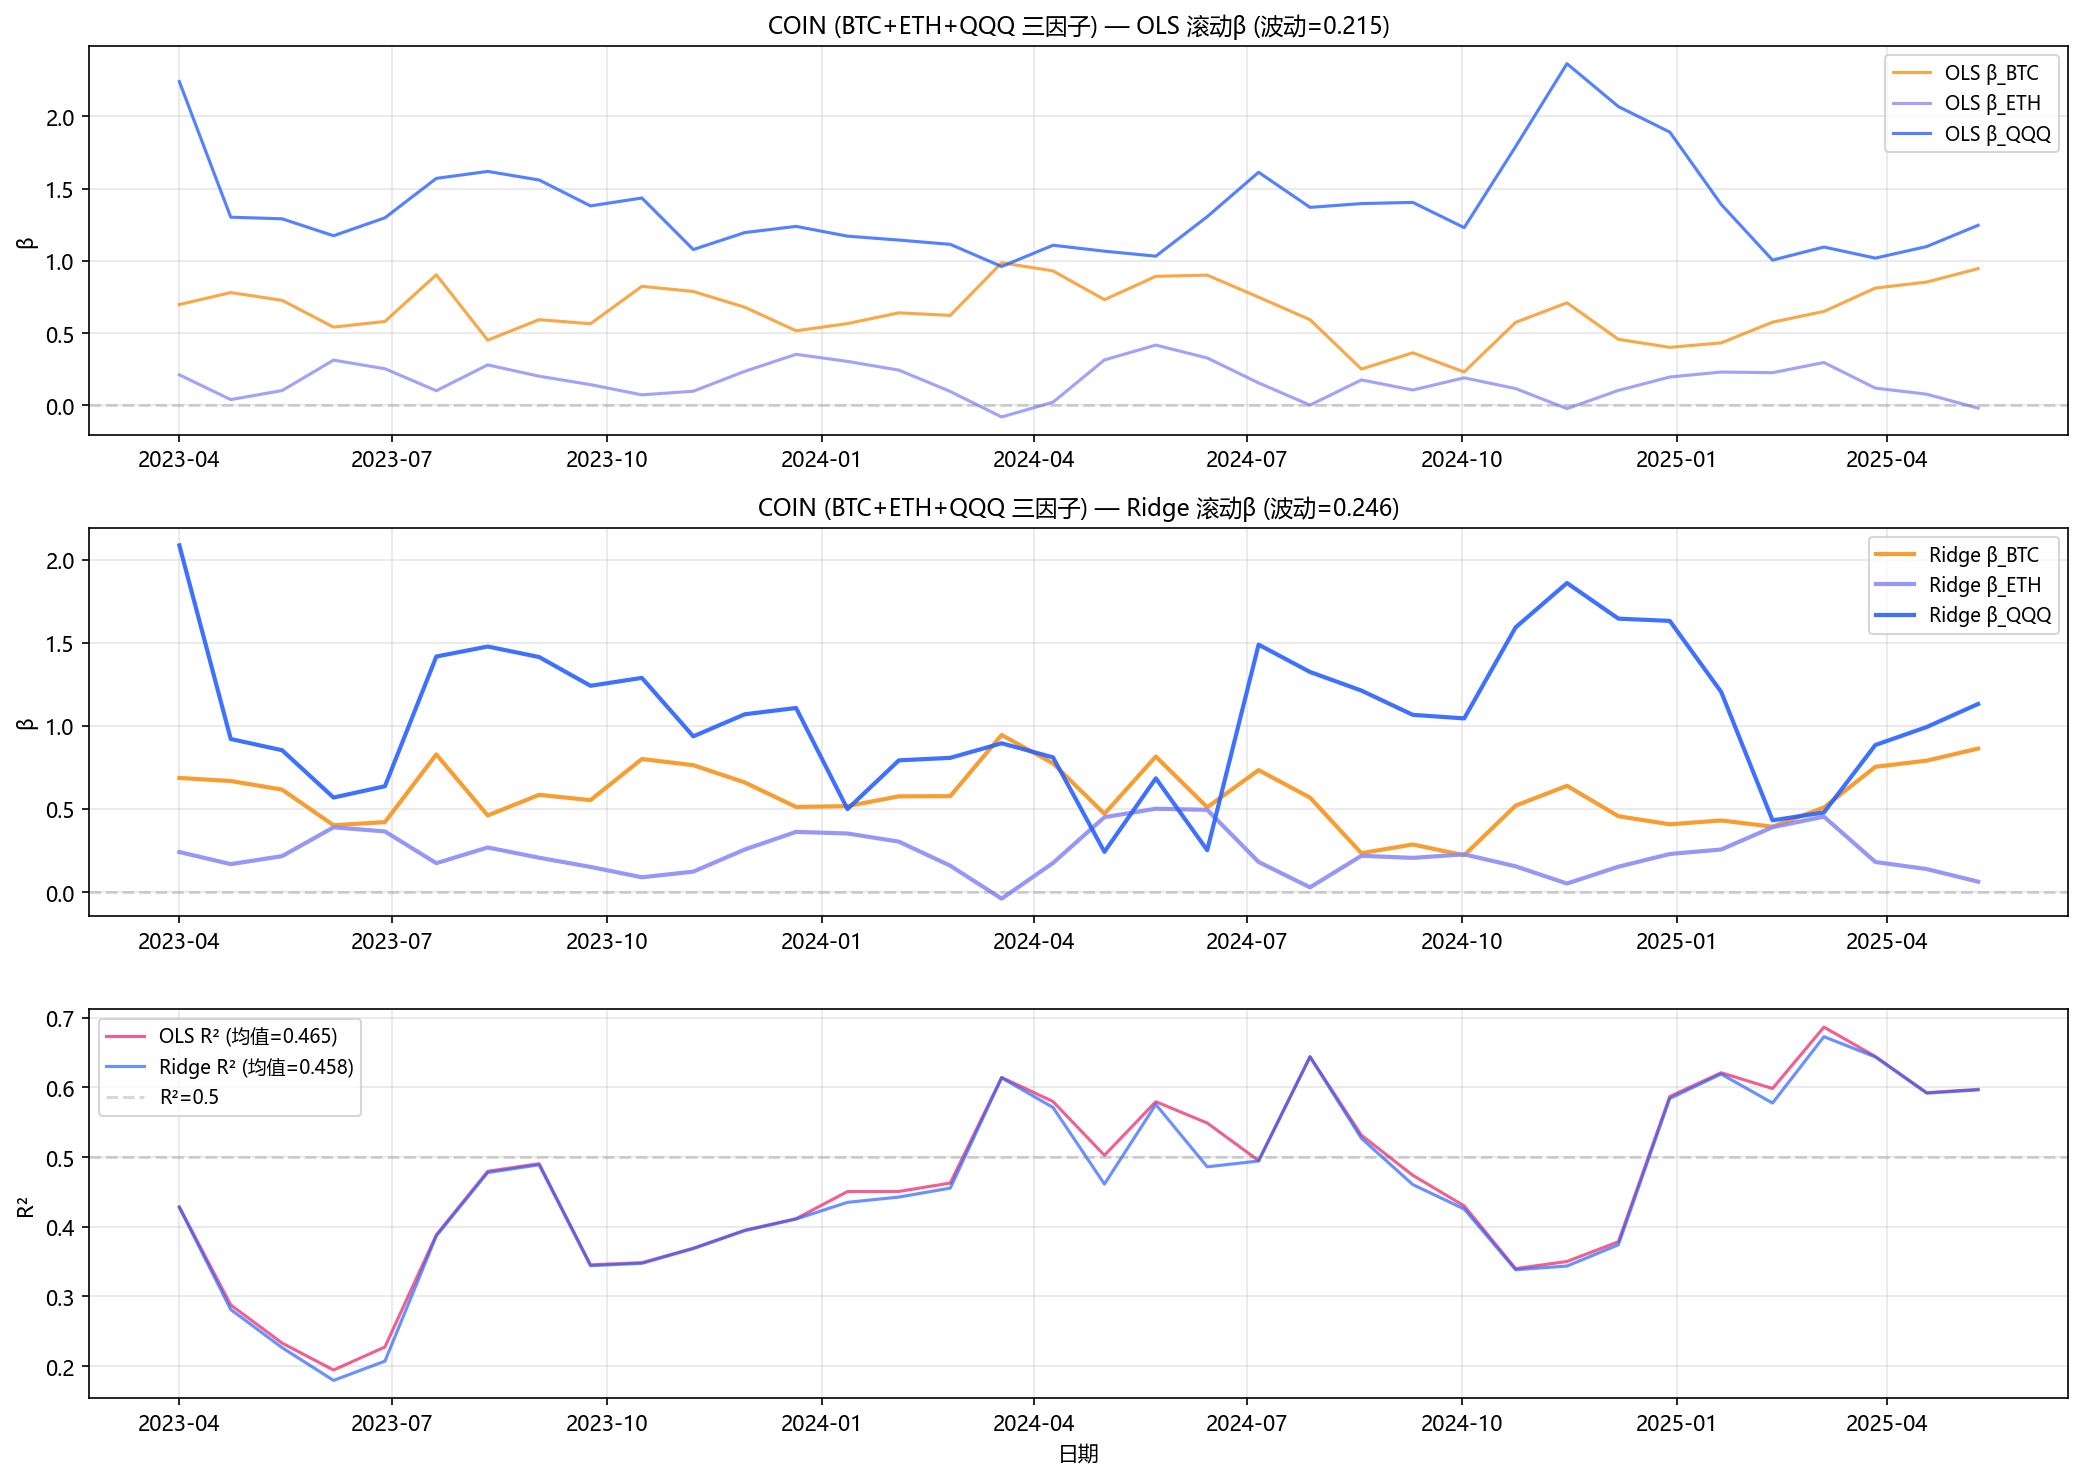 COIN (BTC+ETH+QQQ 三因子) — OLS 滚动β (波动=0.215)
OLS β_BTC
OLS β_ETH
OLS β_QQQ
2.0
1.5
1.0
0.5
0.0
β
2023-04 2023-07 2023-10 2024-01 2024-04 2024-07 2024-10 2025-01 2025-04
COIN (BTC+ETH+QQQ 三因子) — Ridge 滚动β (波动=0.246)
Ridge β_BTC
Ridge β_ETH
Ridge β_QQQ
2.0
1.5
1.0
0.5
0.0
β
2023-04 2023-07 2023-10 2024-01 2024-04 2024-07 2024-10 2025-01 2025-04
OLS R² (均值=0.465)
Ridge R² (均值=0.458)
R²=0.5
0.7
0.6
0.5
0.4
0.3
0.2
R²
2023-04 2023-07 2023-10 2024-01 2024-04 2024-07 2024-10 2025-01 2025-04
日期